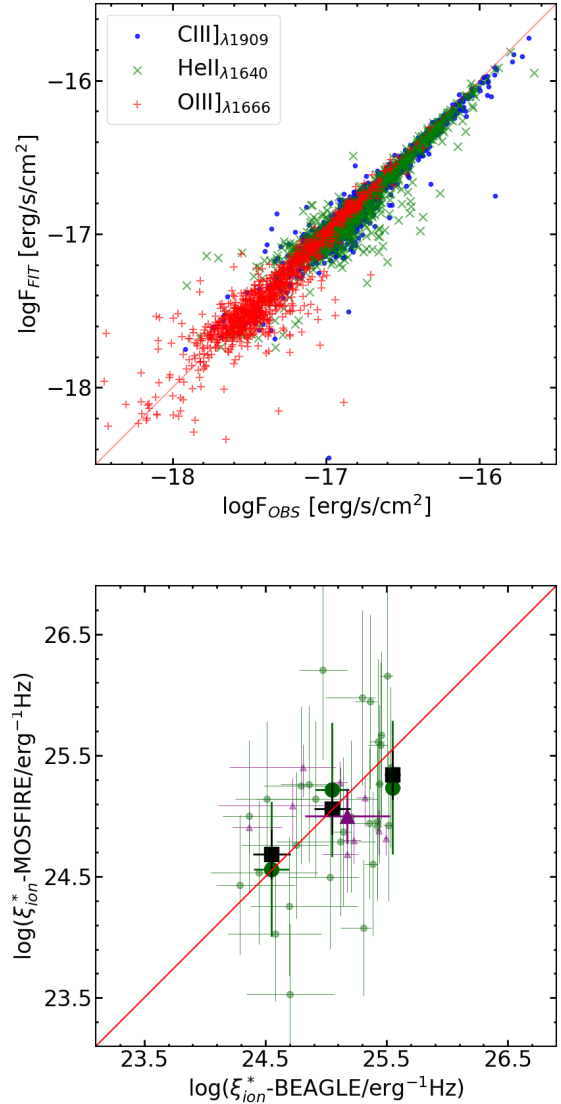 CIII]λ1909
HeII λ1640
OIII]λ1666
−16
−17
−18
logF_FIT [erg/s/cm²]
−18 −17 −16
logF_OBS [erg/s/cm²]
26.5
25.5
24.5
23.5
log(ξ*_ion-MOSFIRE/erg⁻¹Hz)
23.5 24.5 25.5 26.5
log(ξ*_ion-BEAGLE/erg⁻¹Hz)